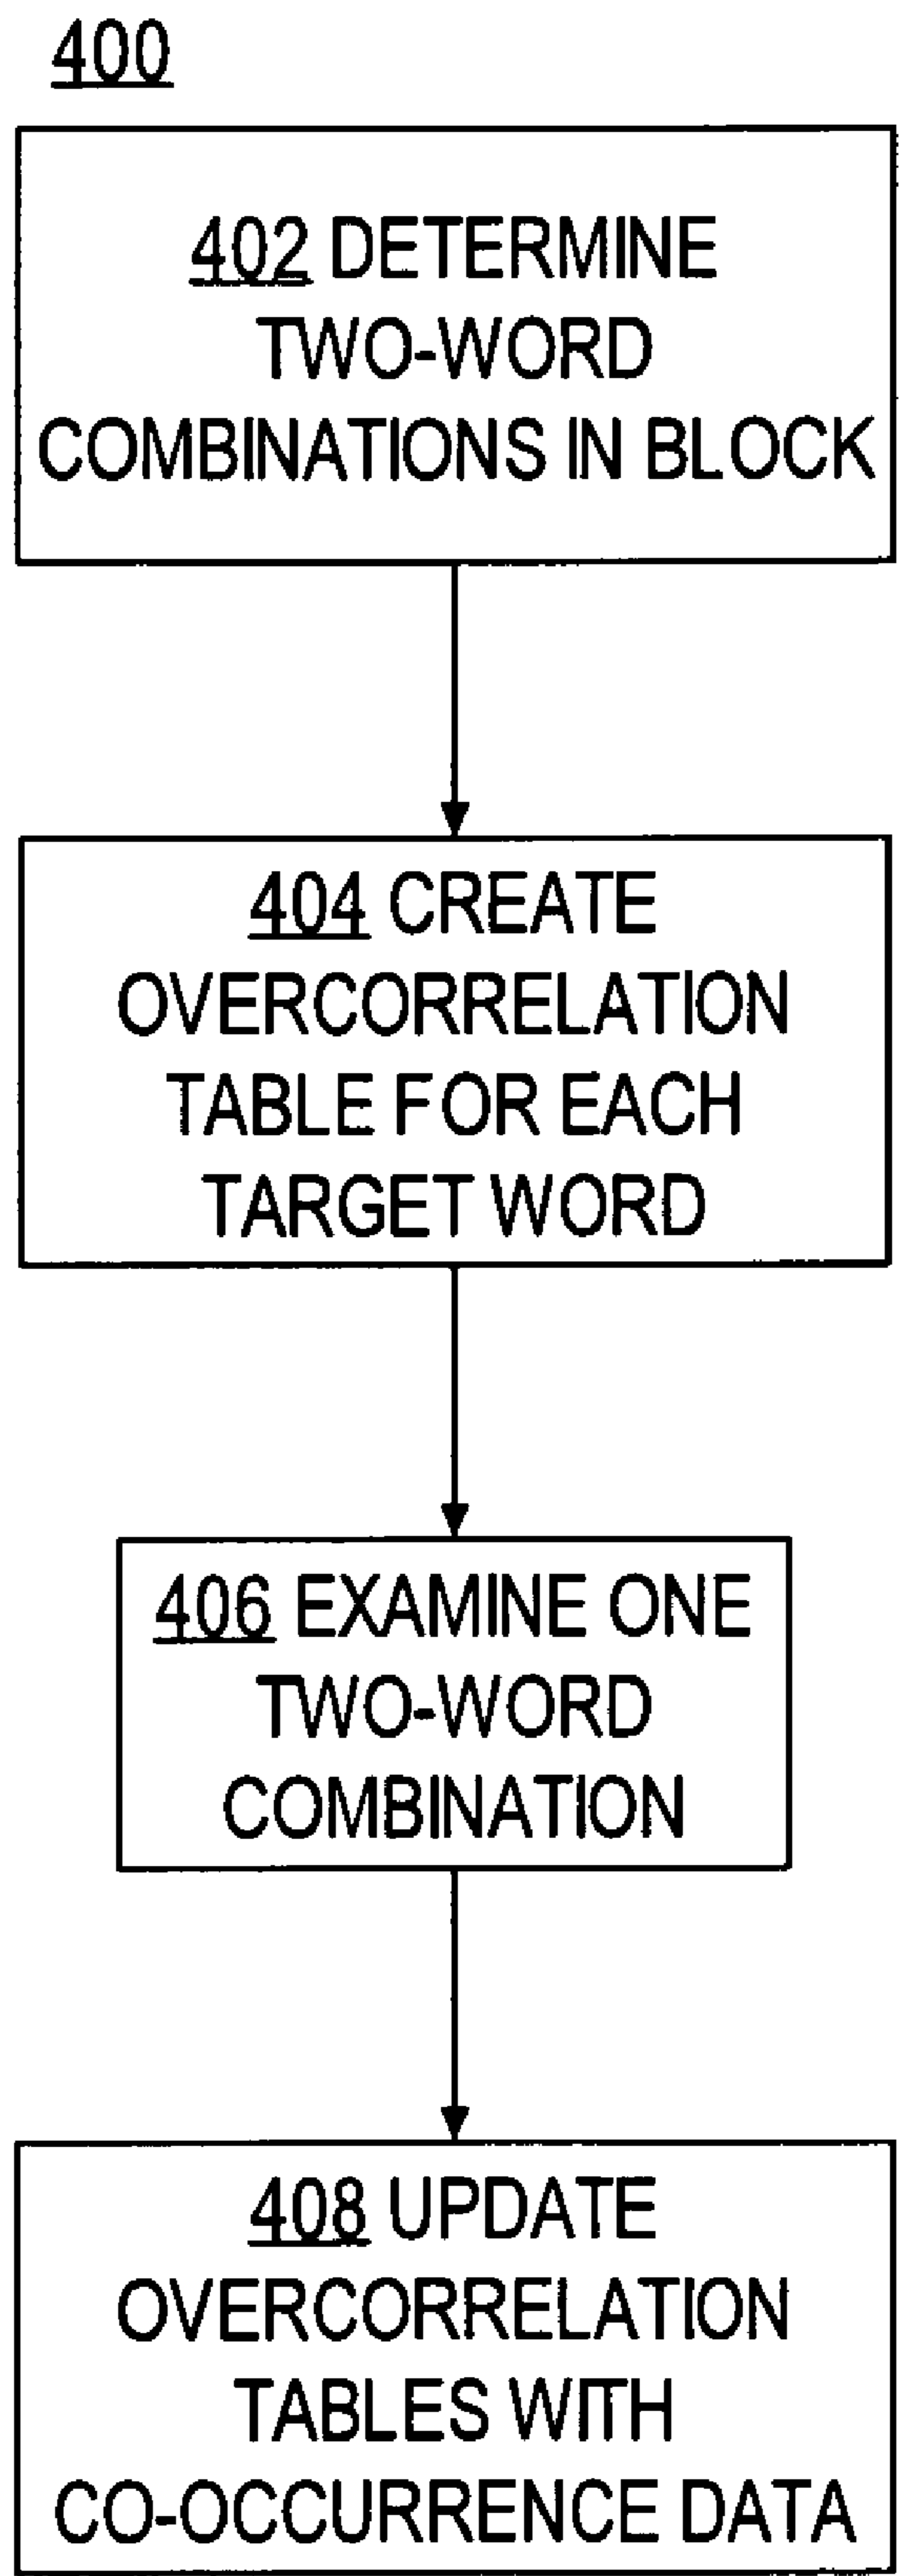 400
402 DETERMINE
TWO-WORD
COMBINATIONS IN BLOCK
404 CREATE
OVERCORRELATION
TABLE FOR EACH
TARGET WORD
406 EXAMINE ONE
TWO-WORD
COMBINATION
408 UPDATE
OVERCORRELATION
TABLES WITH
CO-OCCURRENCE DATA